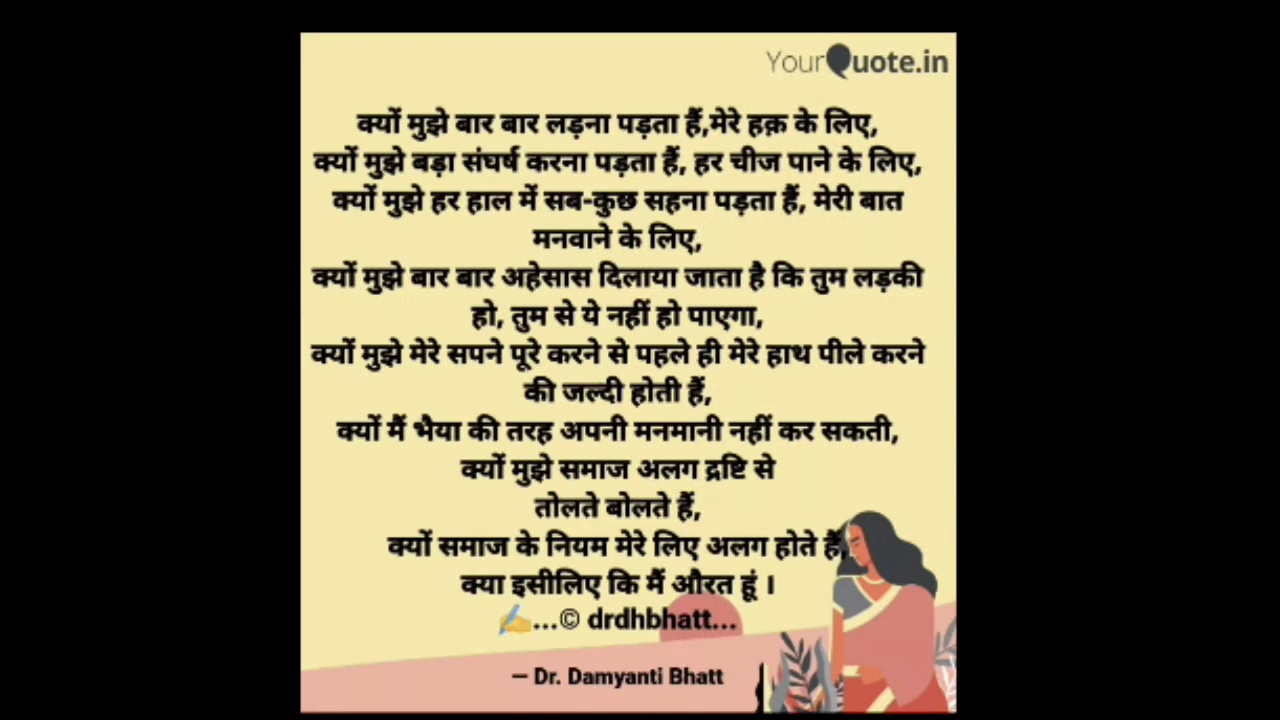 YourQuote.in
क्यों मुझे बार बार लड़ना पड़ता हैं,मेरे हक़ के लिए,
क्यों मुझे बड़ा संघर्ष करना पड़ता हैं, हर चीज पाने के लिए,
क्यों मुझे हर हाल में सब-कुछ सहना पड़ता हैं, मेरी बात
मनवाने के लिए,
क्यों मुझे बार बार अहेसास दिलाया जाता है कि तुम लड़की
हो, तुम से ये नहीं हो पाएगा,
क्यों मुझे मेरे सपने पूरे करने से पहले ही मेरे हाथ पीले करने
की जल्दी होती हैं,
क्यों मैं भैया की तरह अपनी मनमानी नहीं कर सकती,
क्यों मुझे समाज अलग द्रष्टि से
तोलते बोलते हैं,
क्यों समाज के नियम मेरे लिए अलग होते हैं,
क्या इसीलिए कि मैं औरत हूं ।
✍️...© drdhbhatt...
— Dr. Damyanti Bhatt